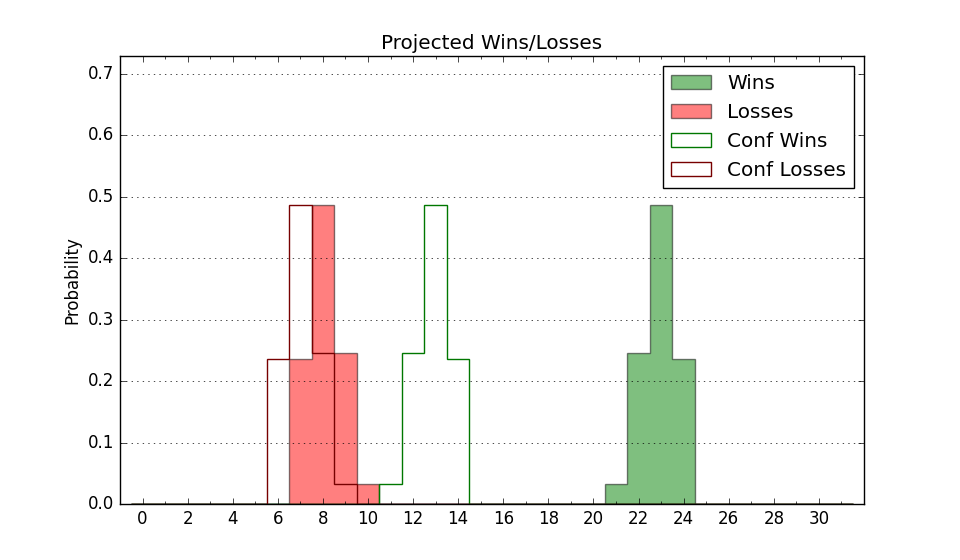 Projected Wins/Losses
Wins
Losses
Conf Wins
Conf Losses
Probability
0.7
0.6
0.5
0.4
0.3
0.2
0.1
0.0
0 2 4 6 8 10 12 14 16 18 20 22 24 26 28 30